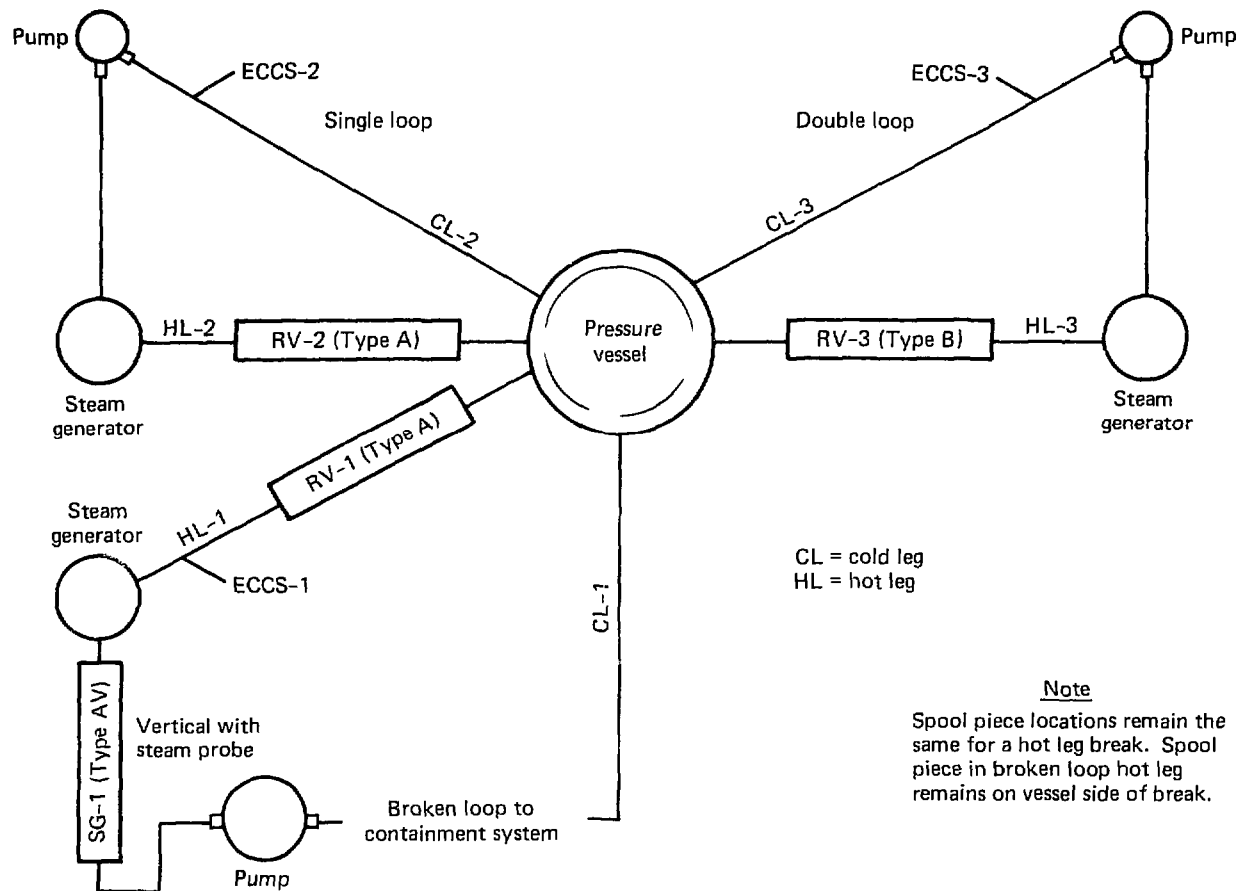 Pump
Pump
ECCS-2
ECCS-3
Single loop
Double loop
CL-2
CL-3
HL-2
RV-2 (Type A)
Pressure
vessel
RV-3 (Type B)
HL-3
Steam
generator
Steam
generator
RV-1 (Type A)
Steam
generator
HL-1
ECCS-1
CL = cold leg
HL = hot leg
CL-1
SG-1 (Type AV)
Vertical with
steam probe
Note
Spool piece locations remain the
same for a hot leg break. Spool
piece in broken loop hot leg
remains on vessel side of break.
Broken loop to
containment system
Pump